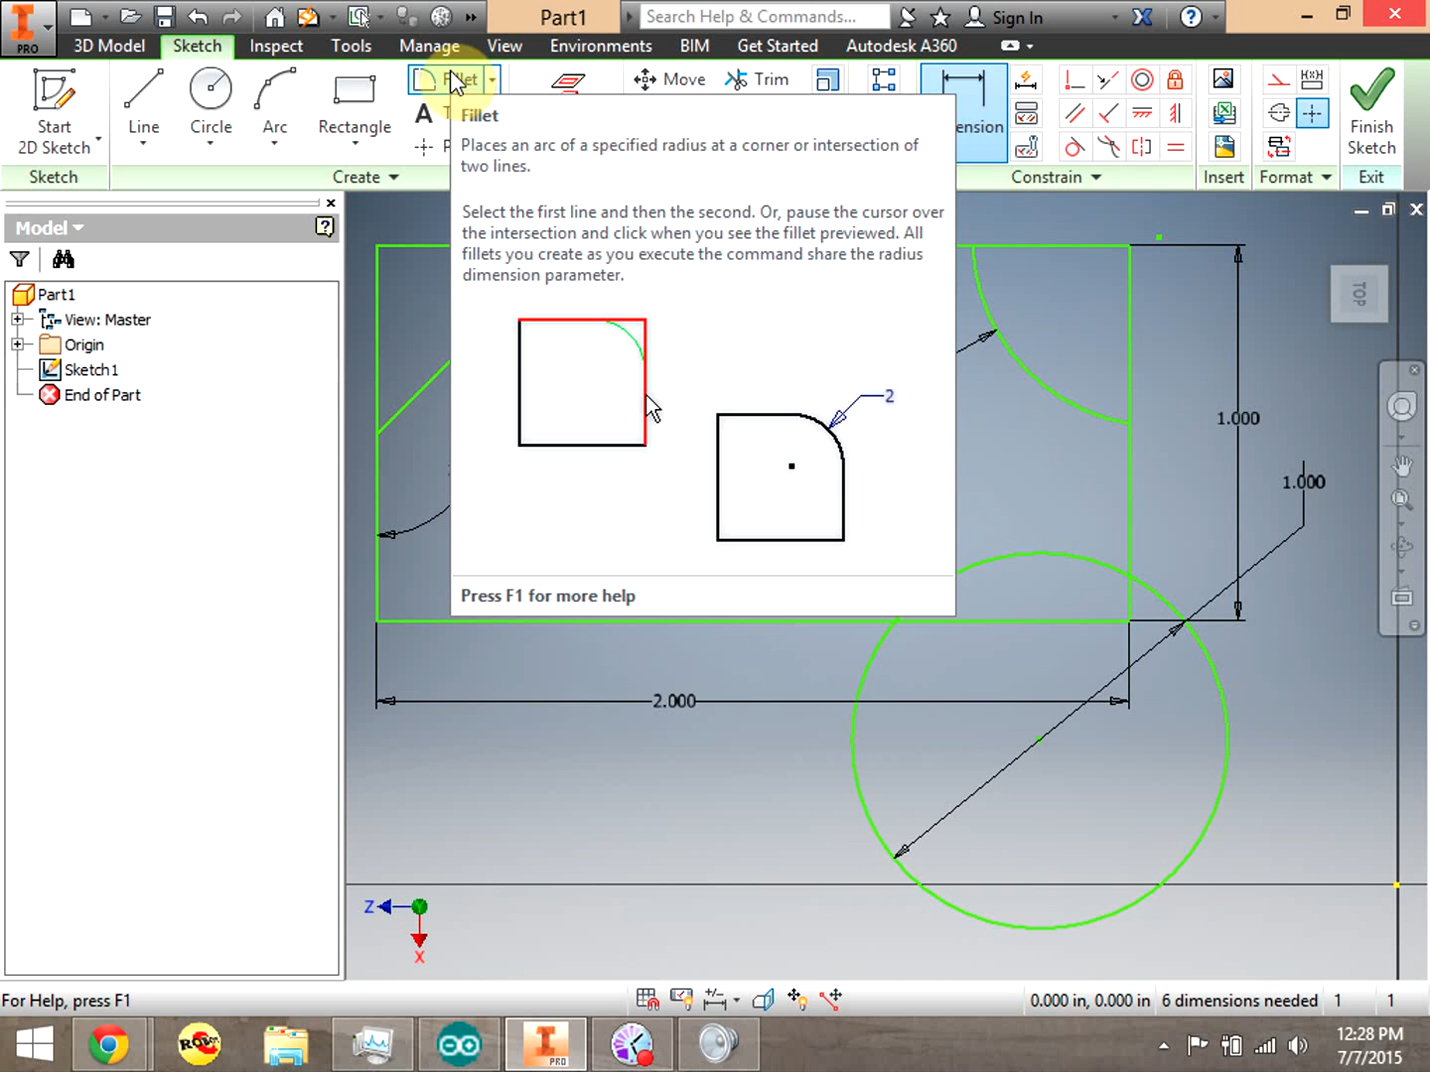 Part1
Search Help & Commands...
Sign In
PRO
3D Model
Sketch
Inspect
Tools
Manage
View
Environments
BIM
Get Started
Autodesk A360
Start
2D Sketch
Line
Circle
Arc
Rectangle
Fillet
A
Move
Trim
Finish
Sketch
Sketch
Create
Constrain
Insert
Format
Exit
Fillet
Places an arc of a specified radius at a corner or intersection of
two lines.
Select the first line and then the second. Or, pause the cursor over
the intersection and click when you see the fillet previewed. All
fillets you create as you execute the command share the radius
dimension parameter.
2
Press F1 for more help
Model
Part1
View: Master
Origin
Sketch1
End of Part
TOP
1.000
1.000
2.000
Z
X
For Help, press F1
0.000 in, 0.000 in
6 dimensions needed
1
1
PRO
12:28 PM
7/7/2015